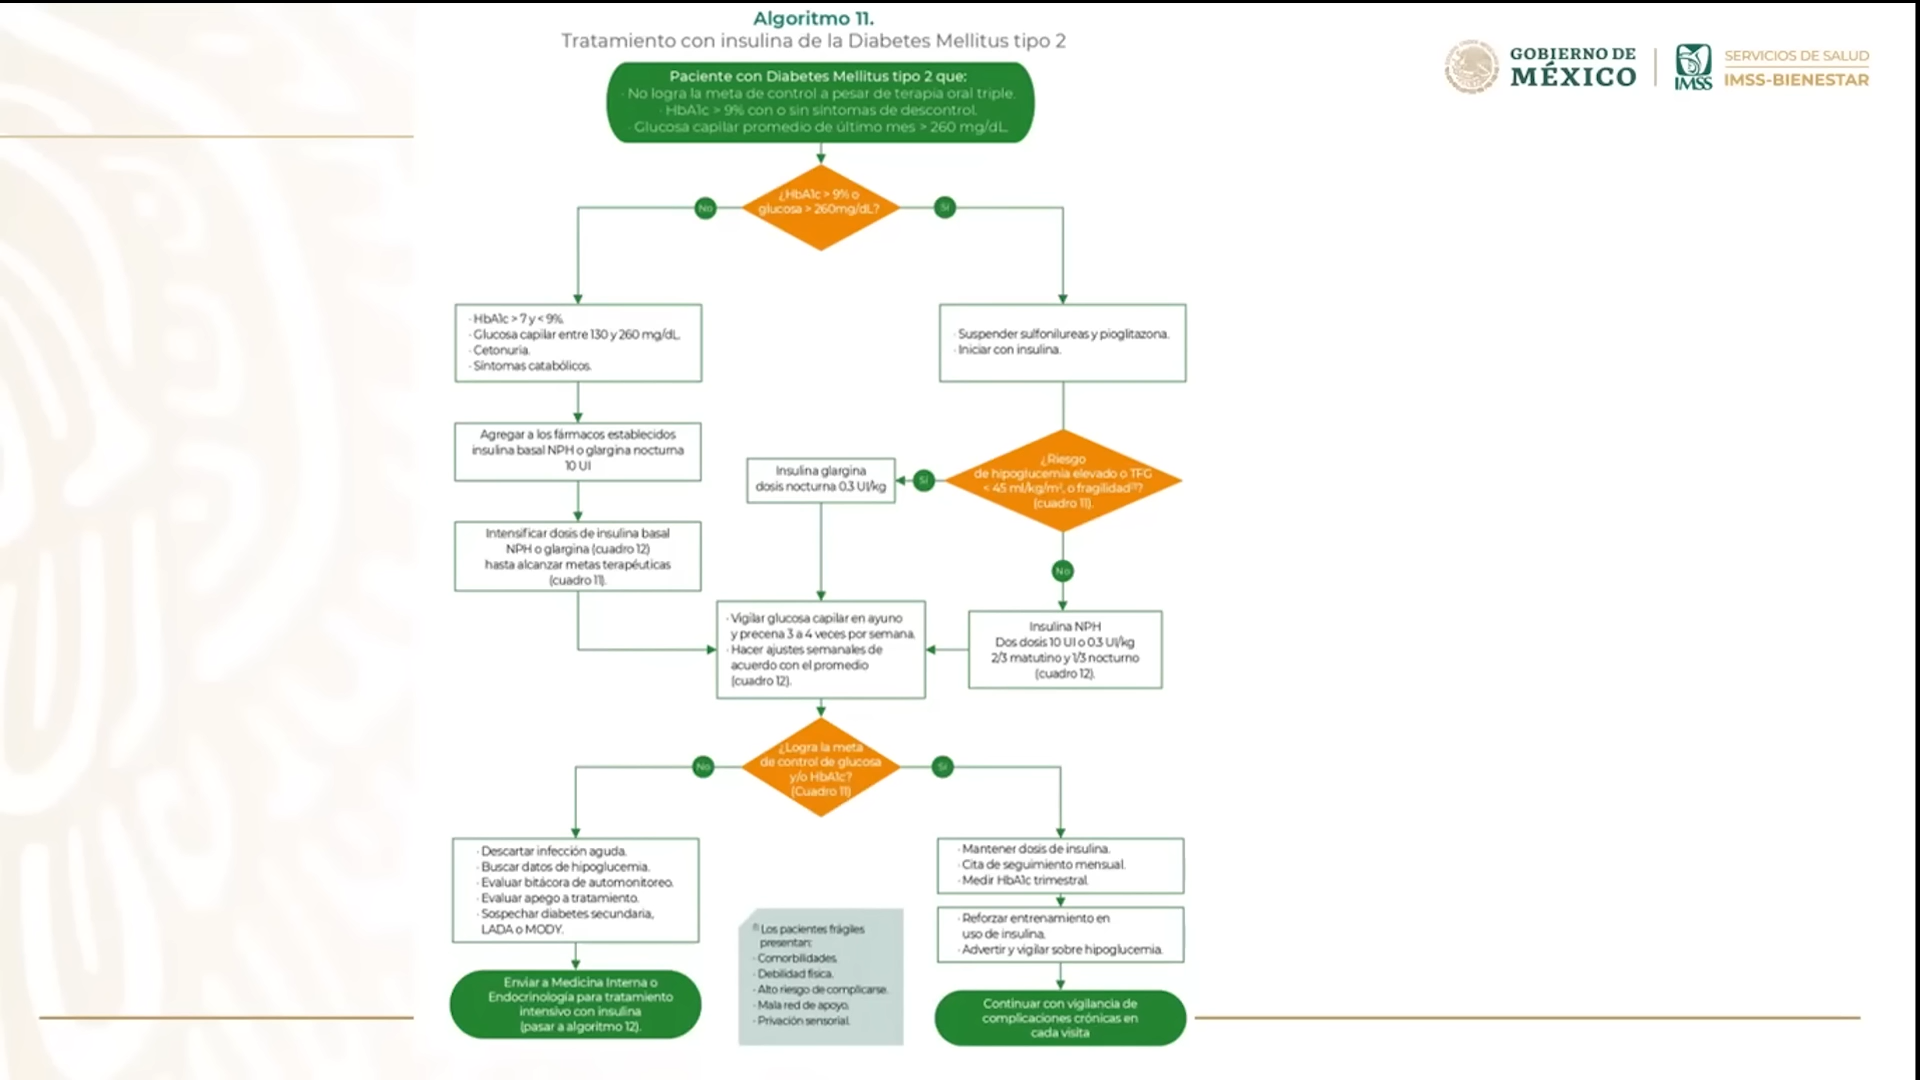 Algoritmo 11.
Tratamiento con insulina de la Diabetes Mellitus tipo 2
GOBIERNO DE
MÉXICO
IMSS
SERVICIOS DE SALUD
IMSS-BIENESTAR
Paciente con Diabetes Mellitus tipo 2 que:
· No logra la meta de control a pesar de terapia oral triple.
· HbA1c > 9% con o sin síntomas de descontrol.
· Glucosa capilar promedio de último mes > 260 mg/dL.
¿HbA1c > 9% o
glucosa > 260mg/dL?
No
Sí
· HbA1c > 7 y < 9%.
· Glucosa capilar entre 130 y 260 mg/dL.
· Cetonuria.
· Síntomas catabólicos.
· Suspender sulfonilureas y pioglitazona.
· Iniciar con insulina.
Agregar a los fármacos establecidos
insulina basal NPH o glargina nocturna
10 UI
Insulina glargina
dosis nocturna 0.3 UI/kg
Sí
¿Riesgo
de hipoglucemia elevado o TFG
< 45 ml/kg/m², o fragilidad⁽¹⁾?
(cuadro 11).
Intensificar dosis de insulina basal
NPH o glargina (cuadro 12)
hasta alcanzar metas terapéuticas
(cuadro 11).
No
· Vigilar glucosa capilar en ayuno
y precena 3 a 4 veces por semana.
· Hacer ajustes semanales de
acuerdo con el promedio
(cuadro 12).
Insulina NPH
Dos dosis 10 UI o 0.3 UI/kg
2/3 matutino y 1/3 nocturno
(cuadro 12).
¿Logra la meta
de control de glucosa
y/o HbA1c?
(Cuadro 11)
No
Sí
· Descartar infección aguda.
· Buscar datos de hipoglucemia.
· Evaluar bitácora de automonitoreo.
· Evaluar apego a tratamiento.
· Sospechar diabetes secundaria,
LADA o MODY.
· Mantener dosis de insulina.
· Cita de seguimiento mensual.
· Medir HbA1c trimestral.
· Reforzar entrenamiento en
uso de insulina.
· Advertir y vigilar sobre hipoglucemia.
⁽¹⁾ Los pacientes frágiles
presentan:
· Comorbilidades.
· Debilidad física.
· Alto riesgo de complicarse.
· Mala red de apoyo.
· Privación sensorial.
Enviar a Medicina Interna o
Endocrinología para tratamiento
intensivo con insulina
(pasar a algoritmo 12).
Continuar con vigilancia de
complicaciones crónicas en
cada visita